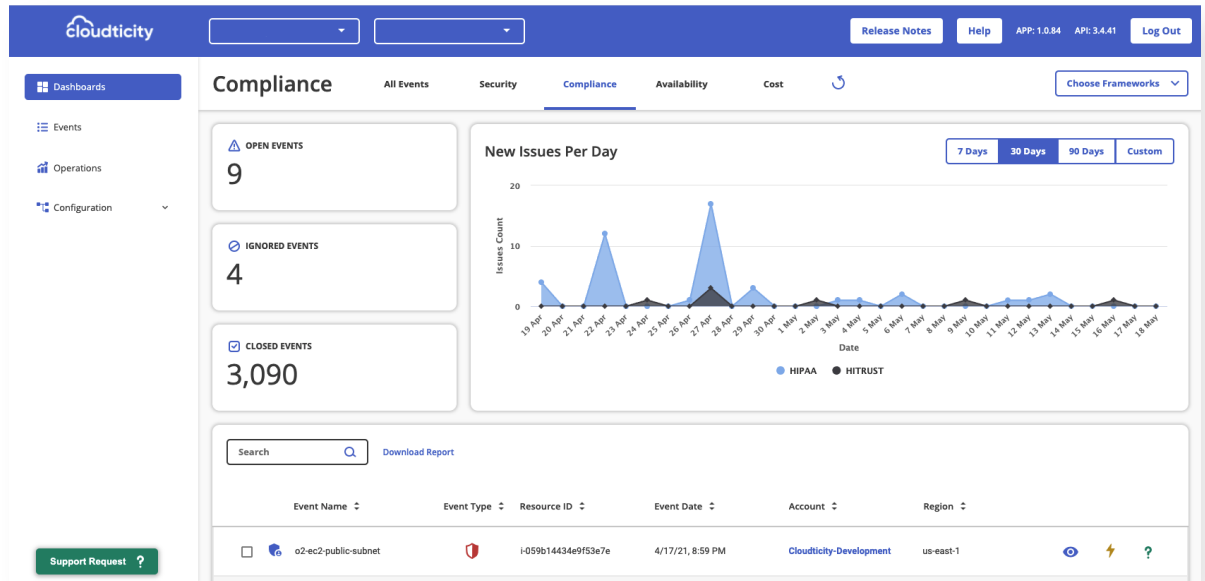 cloudticity
Release Notes
Help
APP: 1.0.84
API: 3.4.41
Log Out
Dashboards
Events
Operations
Configuration
Support Request ?
Compliance
All Events
Security
Compliance
Availability
Cost
Choose Frameworks
OPEN EVENTS
9
IGNORED EVENTS
4
CLOSED EVENTS
3,090
New Issues Per Day
7 Days
30 Days
90 Days
Custom
Issues Count
20
10
0
19 Apr
20 Apr
21 Apr
22 Apr
23 Apr
24 Apr
25 Apr
26 Apr
27 Apr
28 Apr
29 Apr
30 Apr
1 May
2 May
3 May
4 May
5 May
6 May
7 May
8 May
9 May
10 May
11 May
12 May
13 May
14 May
15 May
16 May
17 May
18 May
Date
HIPAA
HITRUST
Search
Download Report
Event Name
Event Type
Resource ID
Event Date
Account
Region
o2-ec2-public-subnet
i-059b14434e9f53e7e
4/17/21, 8:59 PM
Cloudticity-Development
us-east-1
?